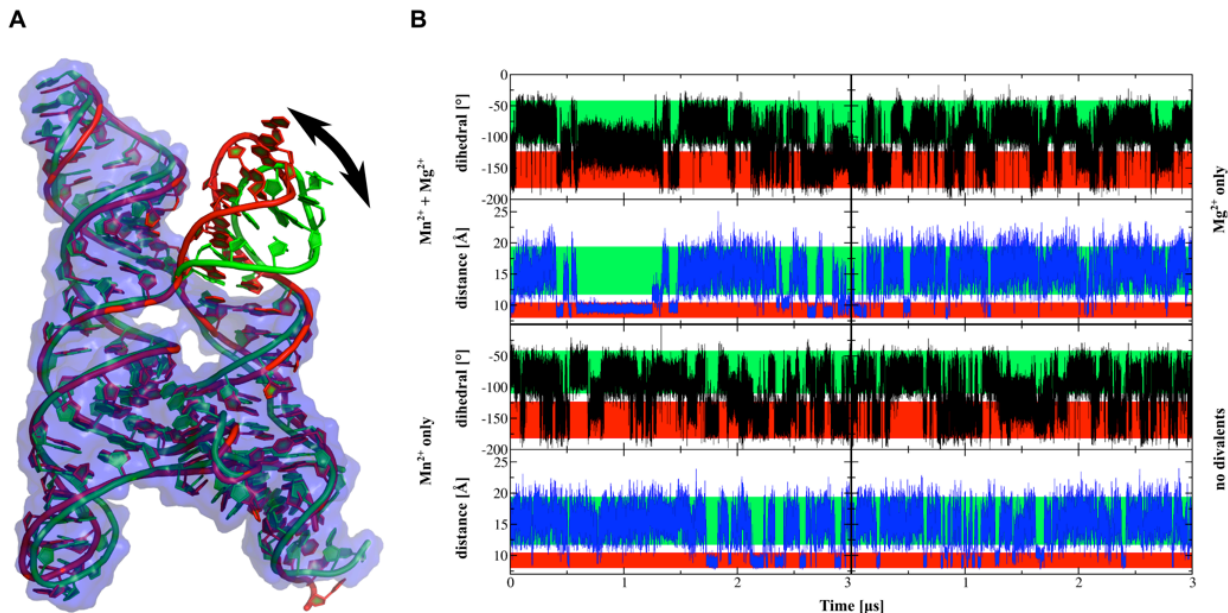 A
B
Mn²⁺ + Mg²⁺
dihedral [°]
0
-50
-100
-150
-200
distance [Å]
25
20
15
10
Mg²⁺ only
Mn²⁺ only
dihedral [°]
-50
-100
-150
-200
distance [Å]
25
20
15
10
no divalents
0
1
2
3
1
2
3
Time [µs]